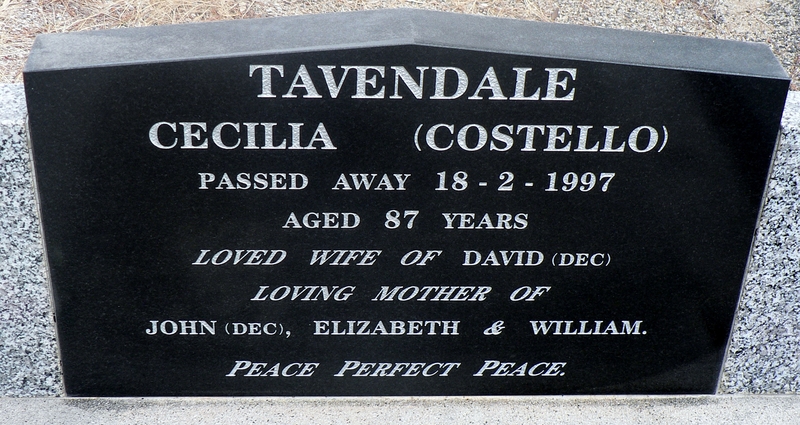 TAVENDALE
CECILIA (COSTELLO)
PASSED AWAY 18 - 2 - 1997
AGED 87 YEARS
LOVED WIFE OF DAVID (DEC)
LOVING MOTHER OF
JOHN (DEC), ELIZABETH & WILLIAM.
PEACE PERFECT PEACE.